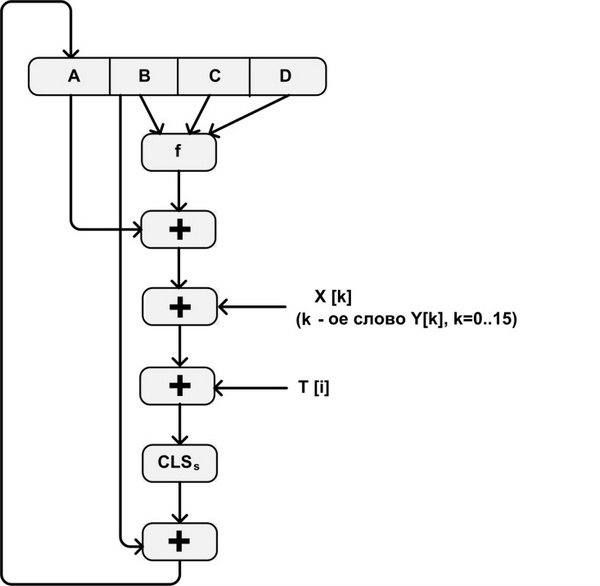 A B C D
f
+
+
X [k]
(k - ое слово Y[k], k=0..15)
+
T [i]
CLSs
+